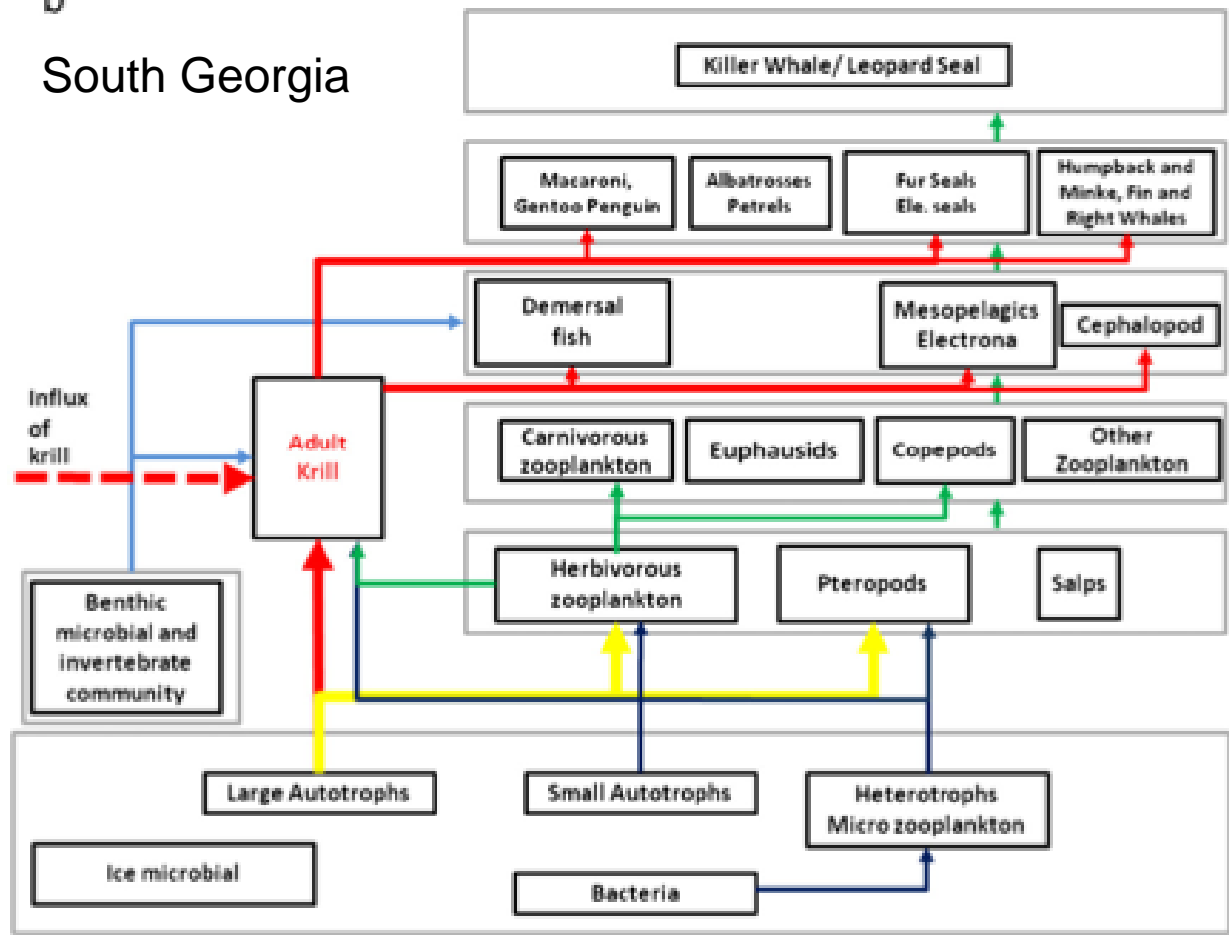 South Georgia
Killer Whale/ Leopard Seal
Macaroni,
Gentoo Penguin
Albatrosses
Petrels
Fur Seals
Ele. seals
Humpback and
Minke, Fin and
Right Whales
Demersal
fish
Mesopelagics
Electrona
Cephalopod
Influx
of
krill
Adult
Krill
Carnivorous
zooplankton
Euphausids
Copepods
Other
Zooplankton
Herbivorous
zooplankton
Pteropods
Salps
Benthic
microbial and
invertebrate
community
Large Autotrophs
Small Autotrophs
Heterotrophs
Micro zooplankton
Ice microbial
Bacteria